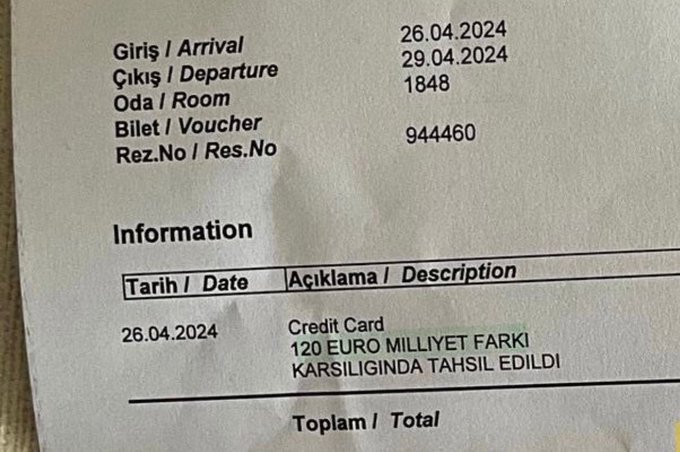 Giriş / Arrival 26.04.2024
Çıkış / Departure 29.04.2024
Oda / Room 1848
Bilet / Voucher
Rez.No / Res.No 944460
Information
Tarih / Date Açıklama / Description
26.04.2024 Credit Card
120 EURO MILLIYET FARKI
KARSILIGINDA TAHSIL EDILDI
Toplam / Total